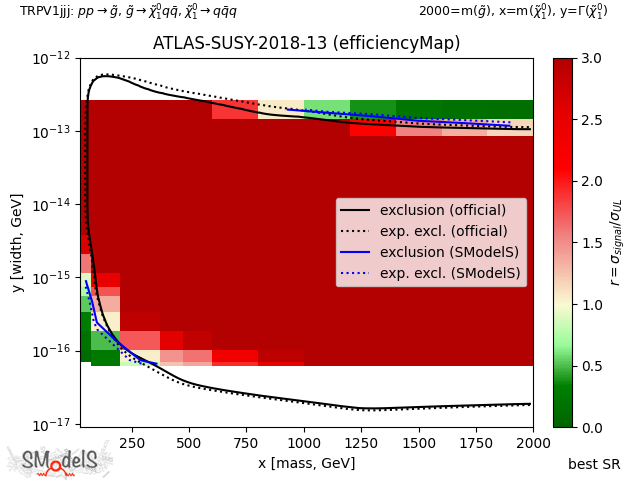 TRPV1jjj: pp → g̃, g̃ → χ̃₁⁰qq̄, χ̃₁⁰ → qq̄q    2000=m(g̃), x=m(χ̃₁⁰), y=Γ(χ̃₁⁰)
ATLAS-SUSY-2018-13 (efficiencyMap)
10⁻¹²
10⁻¹³
10⁻¹⁴
10⁻¹⁵
10⁻¹⁶
10⁻¹⁷
y [width, GeV]
exclusion (official)
exp. excl. (official)
exclusion (SModelS)
exp. excl. (SModelS)
250 500 750 1000 1250 1500 1750 2000
x [mass, GeV]
3.0
2.5
2.0
1.5
1.0
0.5
0.0
r = σsignal/σUL
SModelS
best SR